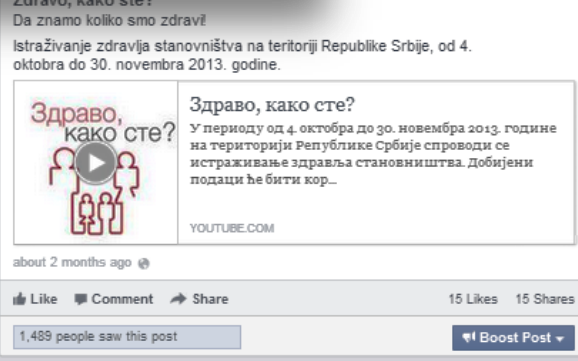 Zdravo, kako ste?
Da znamo koliko smo zdravi!
Istraživanje zdravlja stanovništva na teritoriji Republike Srbije, od 4.
oktobra do 30. novembra 2013. godine.
Здраво,
како сте?
Здраво, како сте?
У периоду од 4. октобра до 30. новембра 2013. године
на територији Републике Србије спроводи се
истраживање здравља становништва. Добијени
подаци ће бити кор...
YOUTUBE.COM
about 2 months ago
Like Comment Share 15 Likes 15 Shares
1,489 people saw this post Boost Post